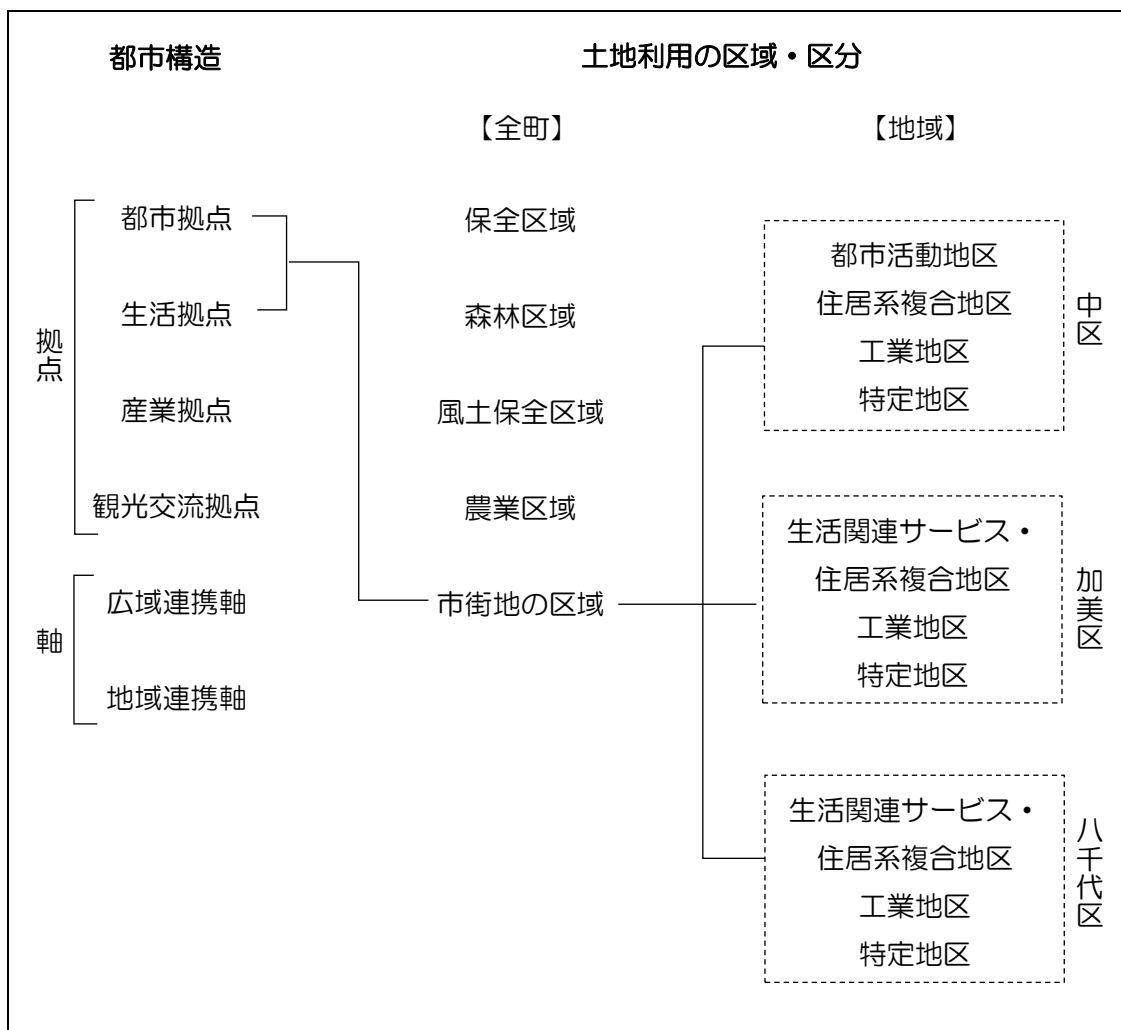 都市構造
土地利用の区域・区分
【全町】
【地域】
拠点
都市拠点
生活拠点
産業拠点
観光交流拠点
軸
広域連携軸
地域連携軸
保全区域
森林区域
風土保全区域
農業区域
市街地の区域
都市活動地区
住居系複合地区
工業地区
特定地区
中区
生活関連サービス・
住居系複合地区
工業地区
特定地区
加美区
生活関連サービス・
住居系複合地区
工業地区
特定地区
八千代区